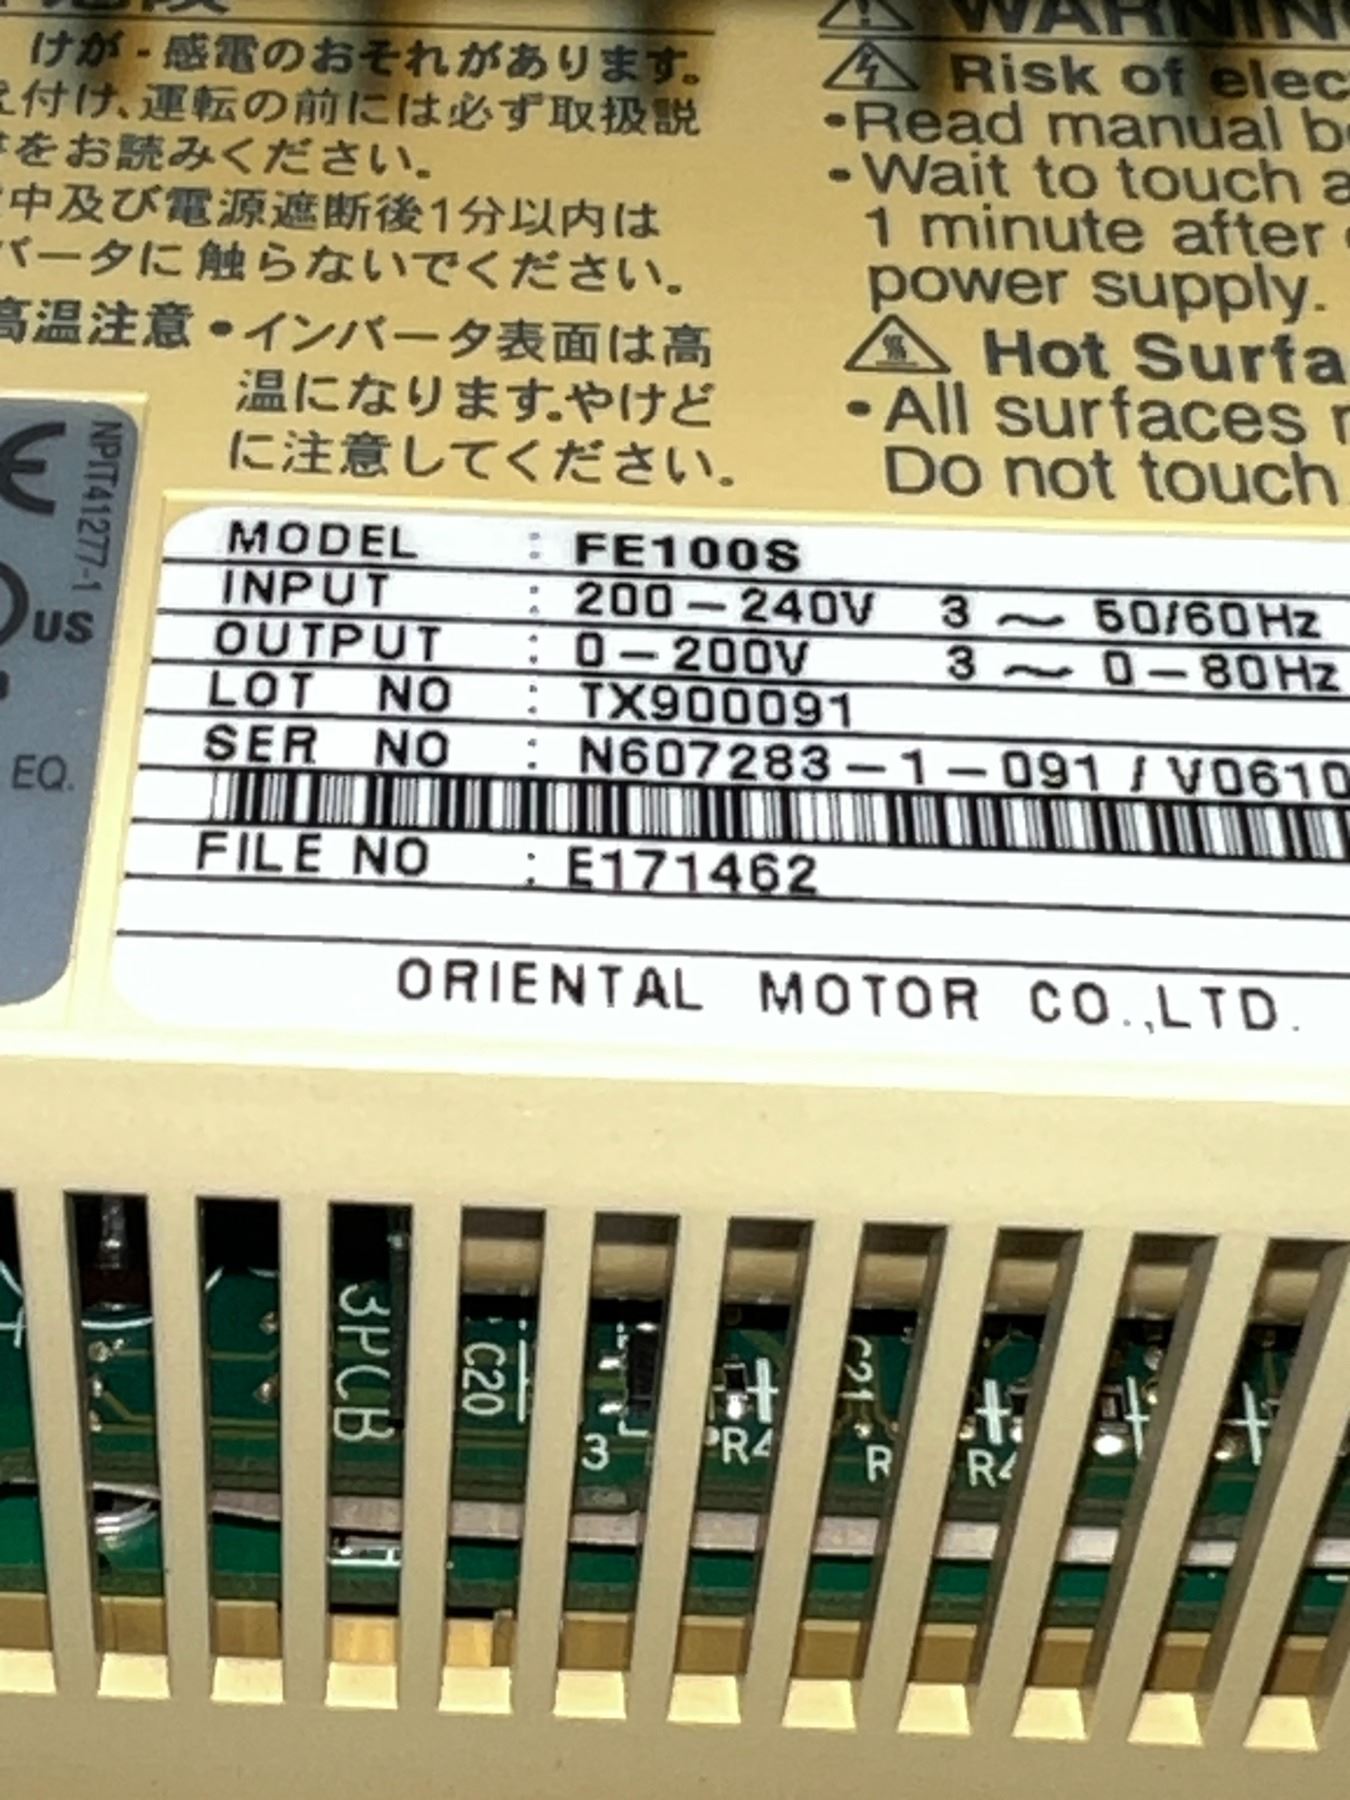 けが - 感電のおそれがあります。
付け、運転の前には必ず取扱説
をお読みください。
中及び電源遮断後1分以内は
バータに触らないでください。
高温注意 •インバータ表面は高
温になります.やけど
に注意してください。
WARNING
Risk of elec
•Read manual be
•Wait to touch a
1 minute after
power supply.
Hot Surfa
•All surfaces
Do not touch
CE
NPIT41277-1
US
EQ.
MODEL : FE100S
INPUT : 200-240V 3 ~ 50/60Hz
OUTPUT : 0-200V 3 ~ 0-80Hz
LOT NO : TX900091
SER NO : N607283-1-091 / V0610
FILE NO : E171462
ORIENTAL MOTOR CO.,LTD.
3PCB
C20
3
R4
C21
R
R4